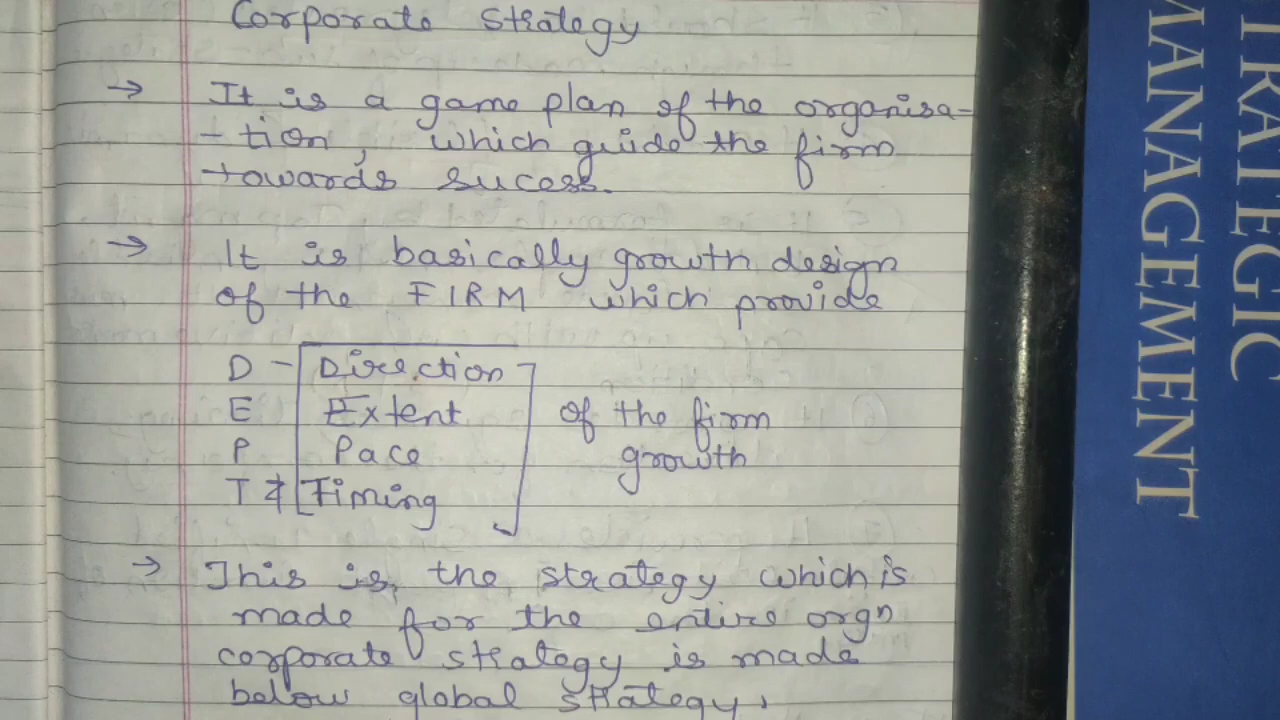 Corporate strategy
→ It is a game plan of the organisa-
-tion, which guide the firm
towards sucess.
→ It is basically growth design
of the FIRM which provide
D - Direction
E Extent of the firm
P Pace growth
T & Timing
→ This is, the strategy which is
made for the entire orgn
corporate strategy is made
below global strategy.
STRATEGIC
MANAGEMENT